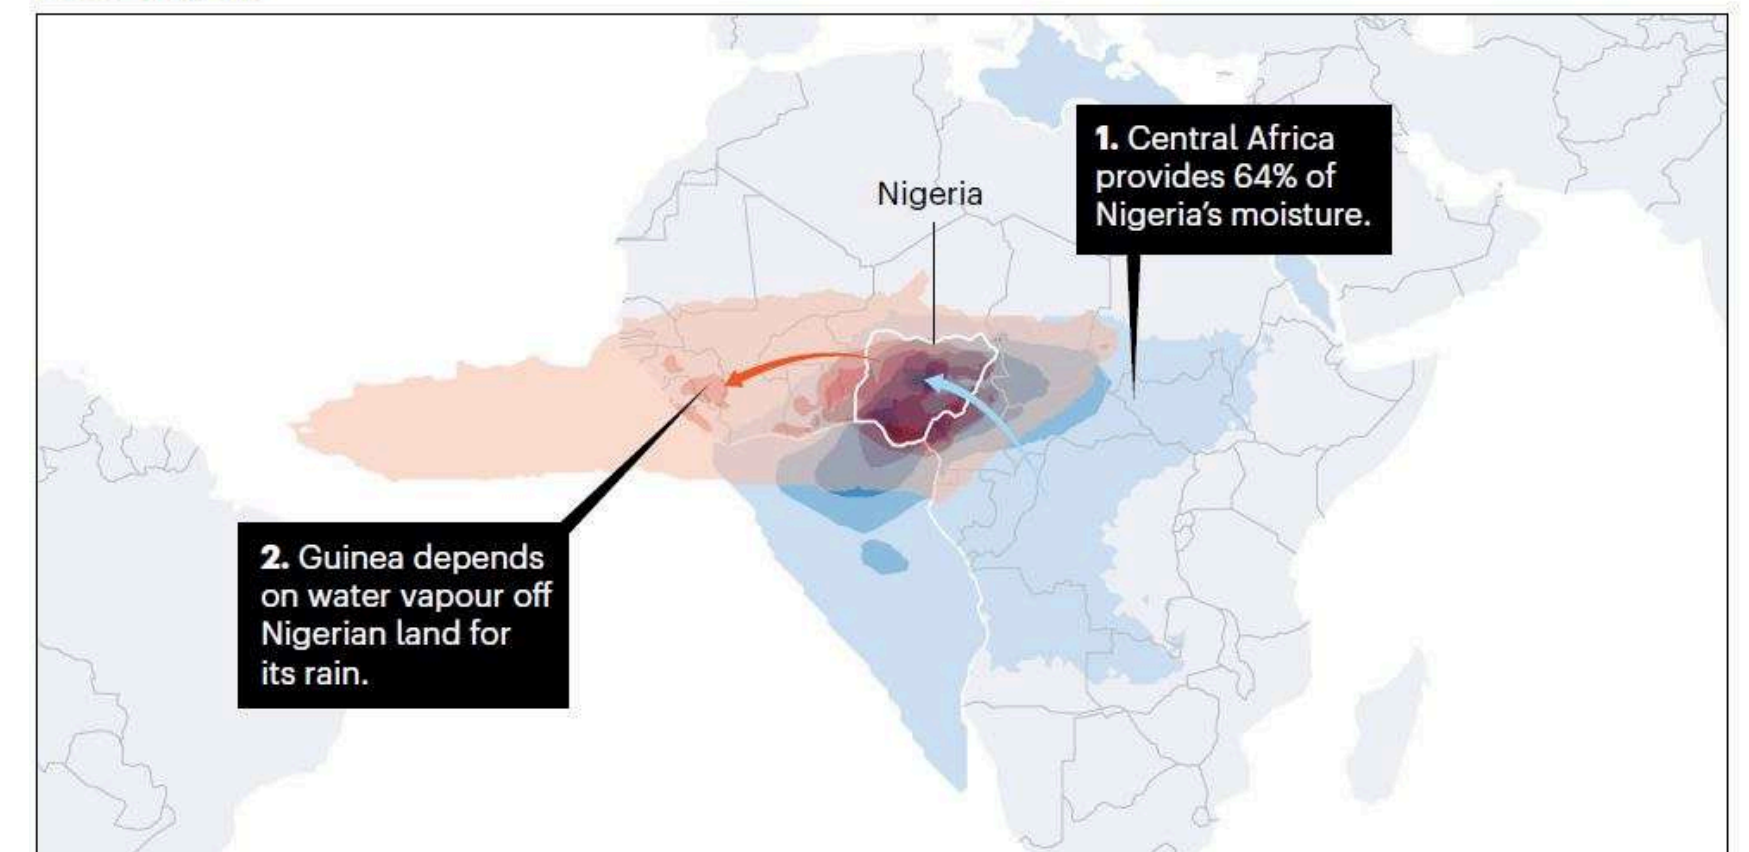 Nigeria
1. Central Africa
provides 64% of
Nigeria's moisture.
2. Guinea depends
on water vapour off
Nigerian land for
its rain.